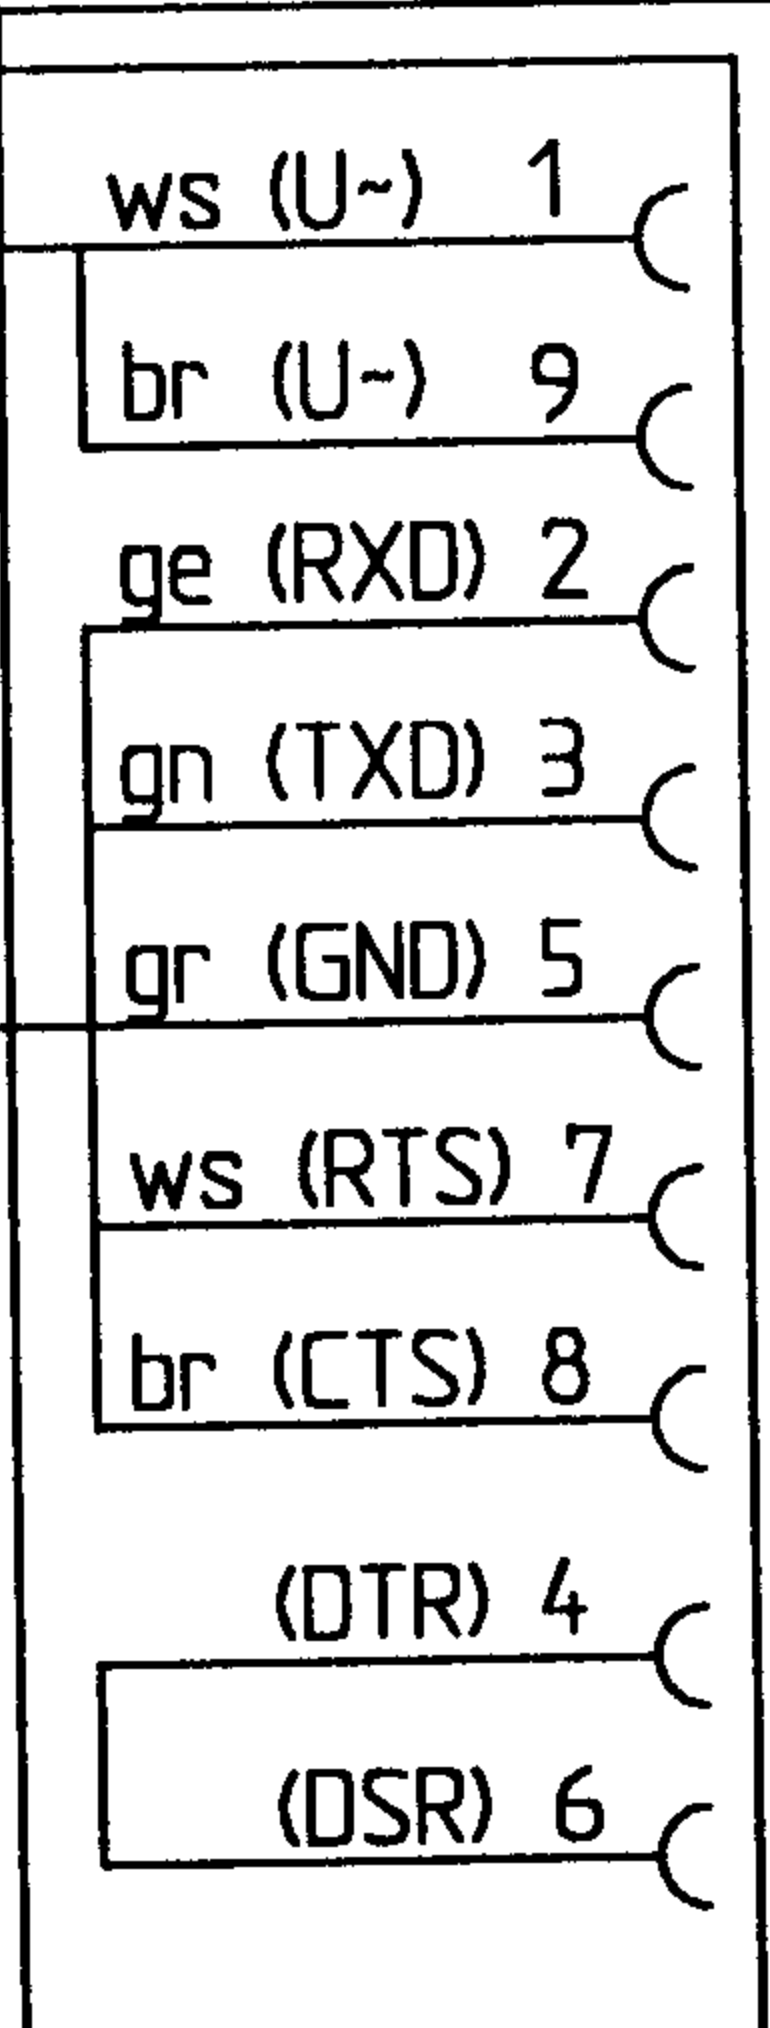 ws (U~) 1
br (U~) 9
ge (RXD) 2
gn (TXD) 3
gr (GND) 5
ws (RTS) 7
br (CTS) 8
(DTR) 4
(DSR) 6